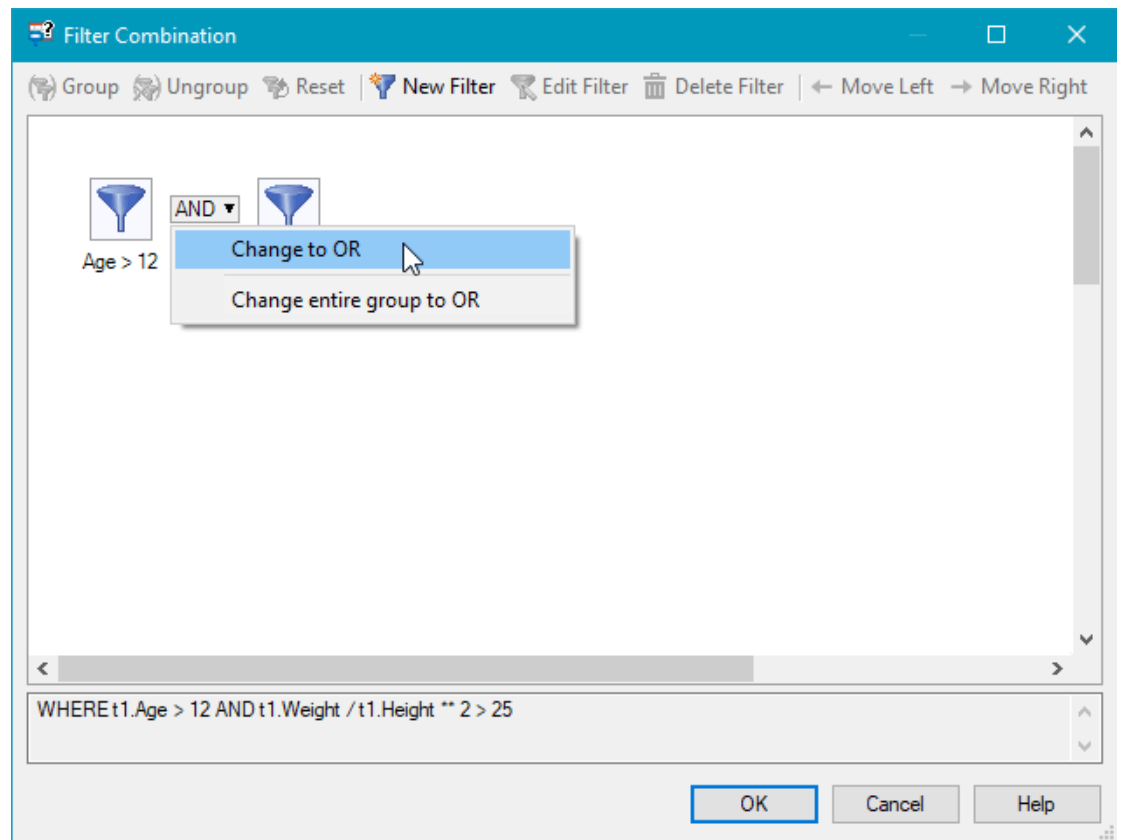 Filter Combination
Group Ungroup Reset New Filter Edit Filter Delete Filter Move Left Move Right
AND
Age > 12
Change to OR
Change entire group to OR
WHERE t1.Age > 12 AND t1.Weight / t1.Height ** 2 > 25
OK Cancel Help